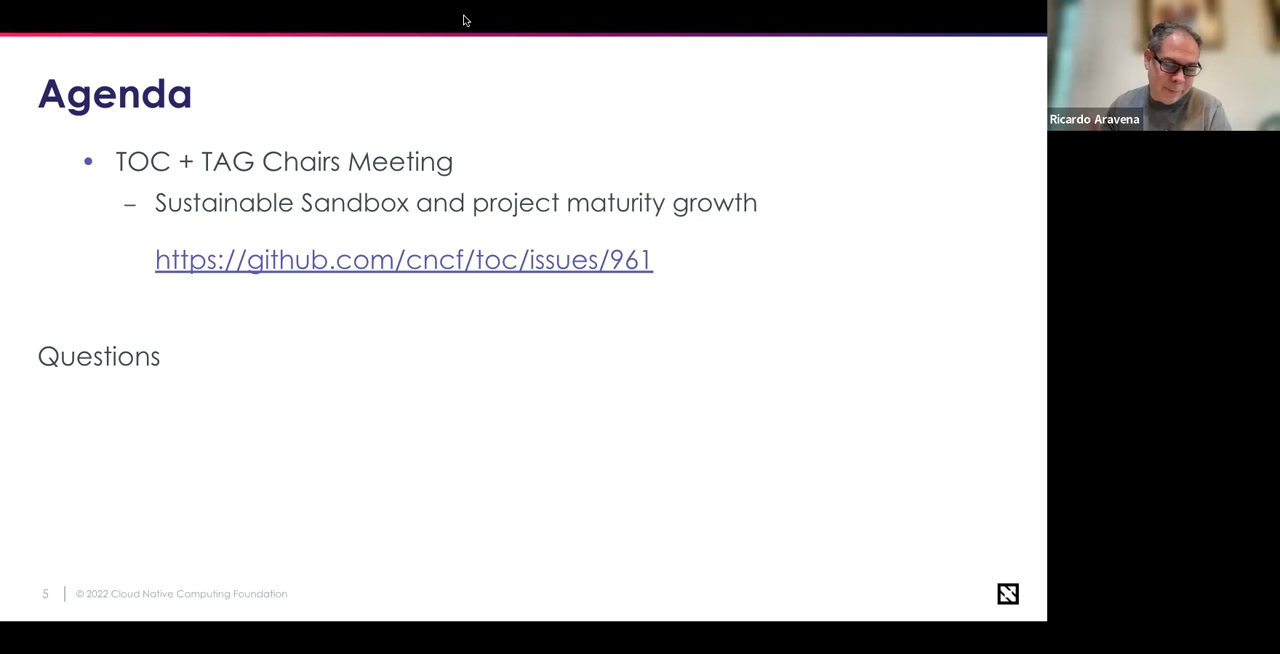 Agenda
• TOC + TAG Chairs Meeting
– Sustainable Sandbox and project maturity growth
https://github.com/cncf/toc/issues/961
Questions
5 | © 2022 Cloud Native Computing Foundation
Ricardo Aravena